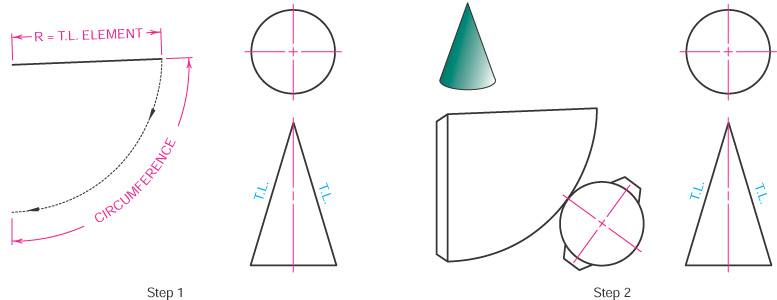 R = T.L. ELEMENT
CIRCUMFERENCE
T.L.
T.L.
Step 1
T.L.
T.L.
Step 2